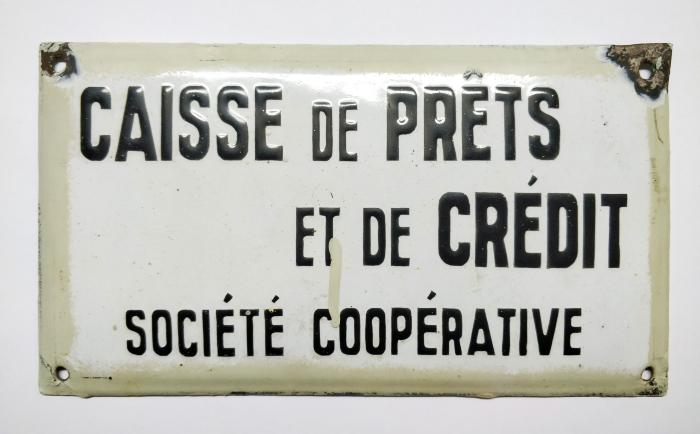 CAISSE DE PRÊTS
ET DE CRÉDIT
SOCIÉTÉ COOPÉRATIVE